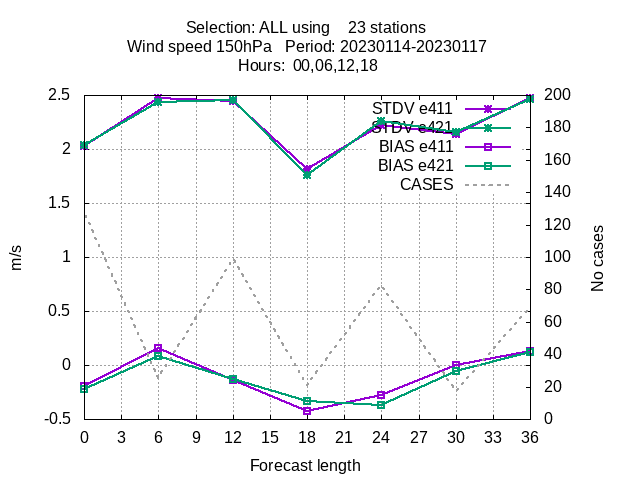 Selection: ALL using    23 stations
Wind speed 150hPa   Period: 20230114-20230117
Hours:  00,06,12,18
2.5
2
1.5
1
0.5
0
-0.5
200
180
160
140
120
100
80
60
40
20
0
STDV e411
STDV e421
BIAS e411
BIAS e421
CASES
m/s
No cases
0 3 6 9 12 15 18 21 24 27 30 33 36
Forecast length